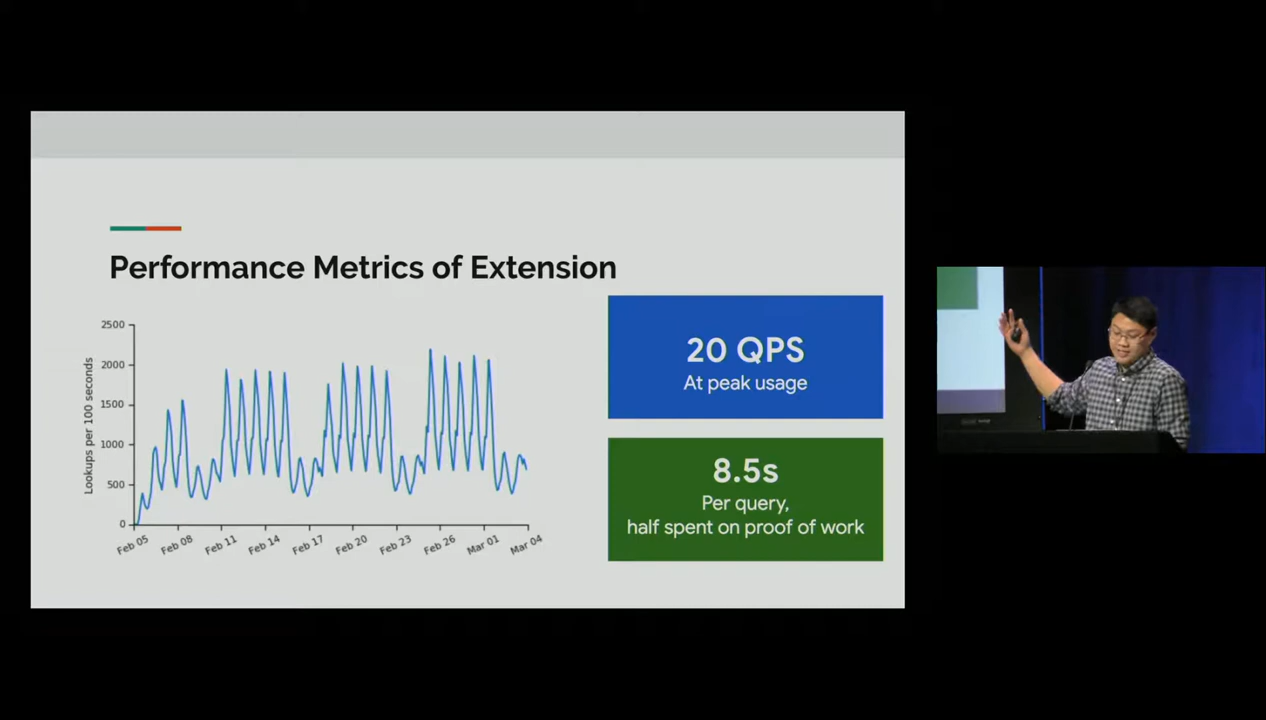 Performance Metrics of Extension
2500
2000
1500
1000
500
0
Lookups per 100 seconds
Feb 05
Feb 08
Feb 11
Feb 14
Feb 17
Feb 20
Feb 23
Feb 26
Mar 01
Mar 04
20 QPS
At peak usage
8.5s
Per query,
half spent on proof of work